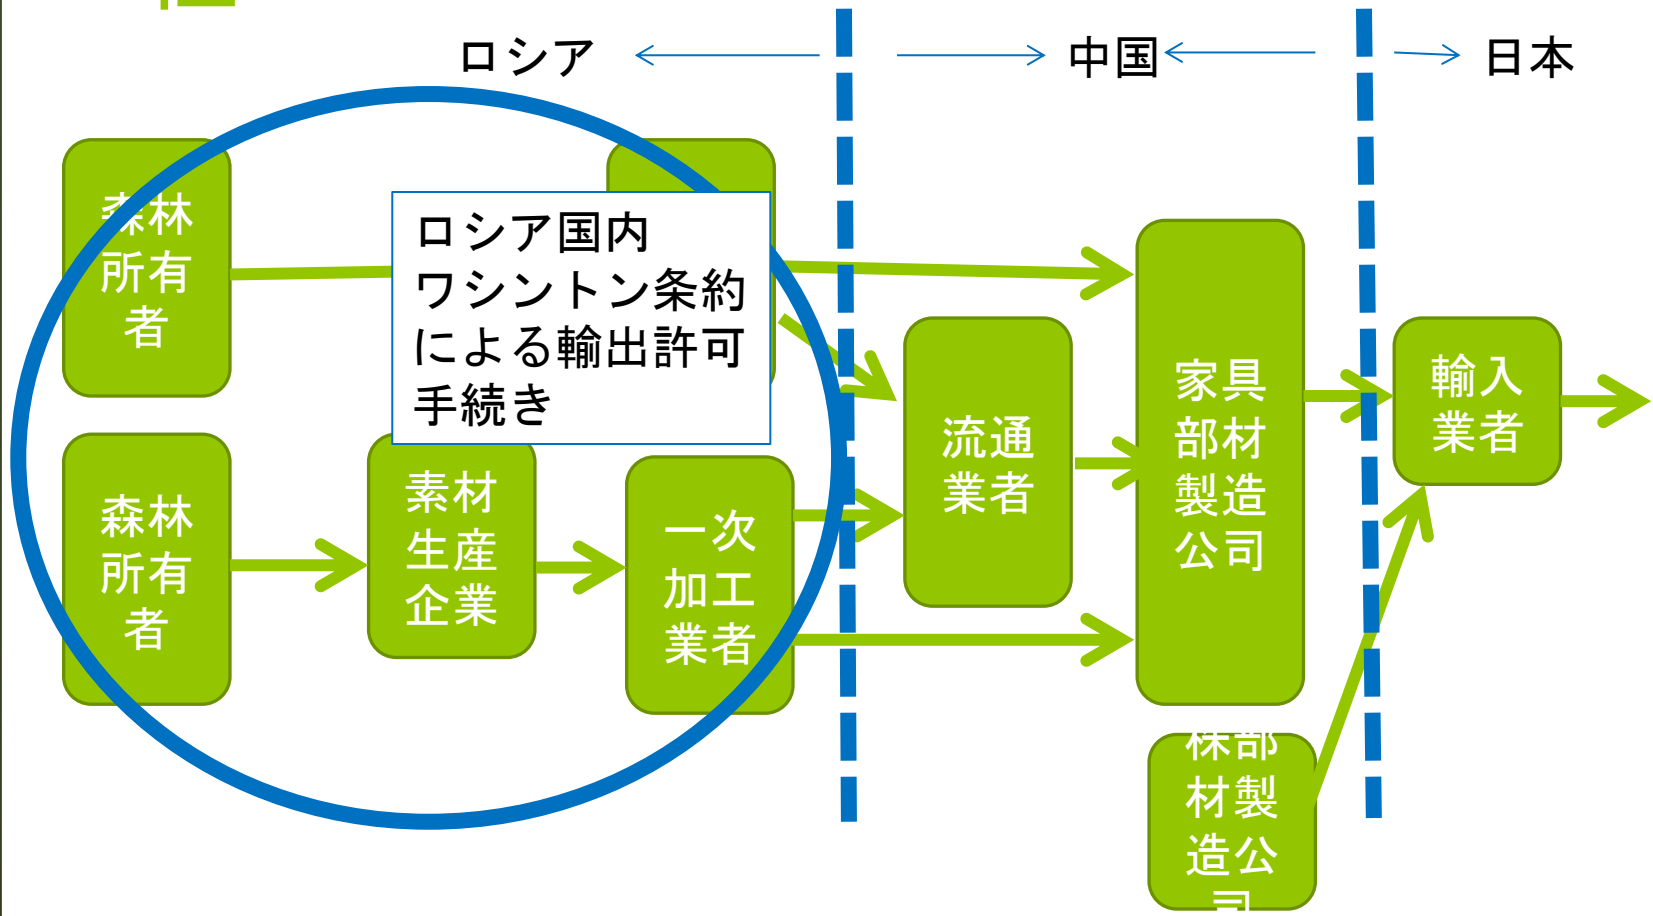 ロシア
中国
日本
森林
所有
者
ロシア国内
ワシントン条約
による輸出許可
手続き
森林
所有
者
素材
生産
企業
一次
加工
業者
流通
業者
家具
部材
製造
公司
輸入
業者
株部
材製
造公
司